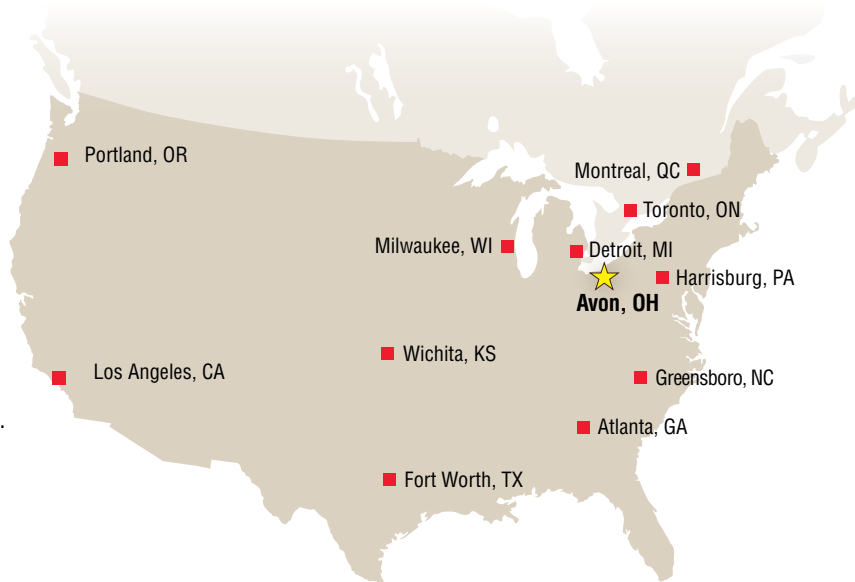 Portland, OR
Montreal, QC
Toronto, ON
Milwaukee, WI
Detroit, MI
Harrisburg, PA
Avon, OH
Wichita, KS
Los Angeles, CA
Greensboro, NC
.
Atlanta, GA
Fort Worth, TX